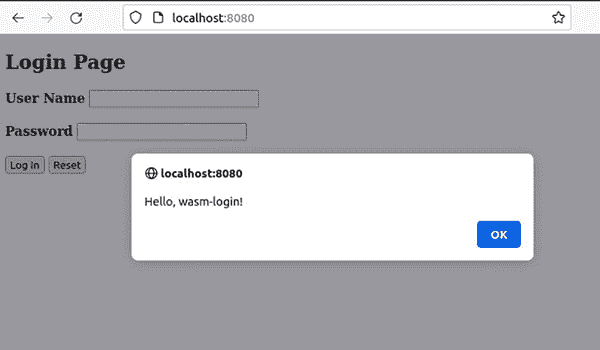 localhost:8080
Login Page
User Name
Password
Log in Reset
localhost:8080
Hello, wasm-login!
OK